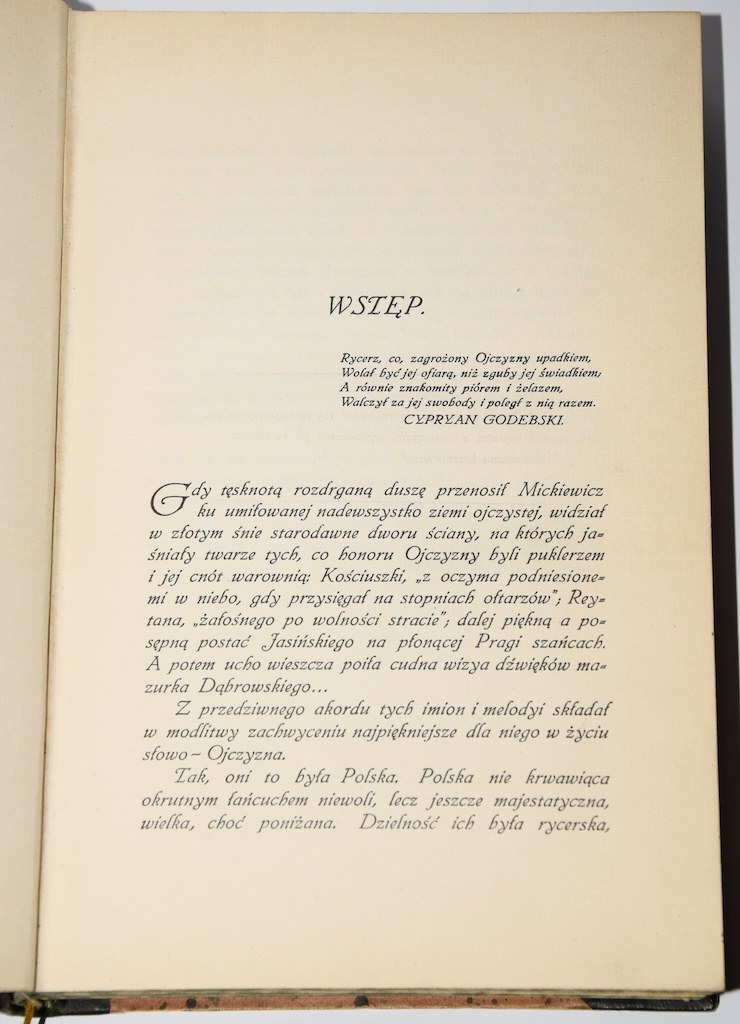 WSTĘP.
Rycerz, co, zagrożony Ojczyzny upadkiem,
Wolał być jej ofiarą, niż zguby jej świadkiem;
A równie znakomity piórem i żelazem,
Walczył za jej swobody i poległ z nią razem.
CYPRYAN GODEBSKI.
Gdy tęsknotą rozdrganą duszę przenosił Mickiewicz
ku umiłowanej nadewszystko ziemi ojczystej, widział
w złotym śnie starodawne dworu ściany, na których ja=
śniały twarze tych, co honoru Ojczyzny byli puklerzem
i jej cnót warownią: Kościuszki, „z oczyma podniesione=
mi w niebo, gdy przysięgał na stopniach ołtarzów”; Rey=
tana, „żałośnego po wolności stracie”; dalej piękną a po=
sępną postać Jasińskiego na płonącej Pragi szańcach.
A potem ucho wieszcza poiła cudna wizya dźwięków ma=
zurka Dąbrowskiego...
Z przedziwnego akordu tych imion i melodyi składał
w modlitwy zachwyceniu najpiękniejsze dla niego w życiu
słowo – Ojczyzna.
Tak, oni to była Polska. Polska nie krwawiąca
okrutnym łańcuchem niewoli, lecz jeszcze majestatyczna,
wielka, choć poniżana. Dzielność ich była rycerska,